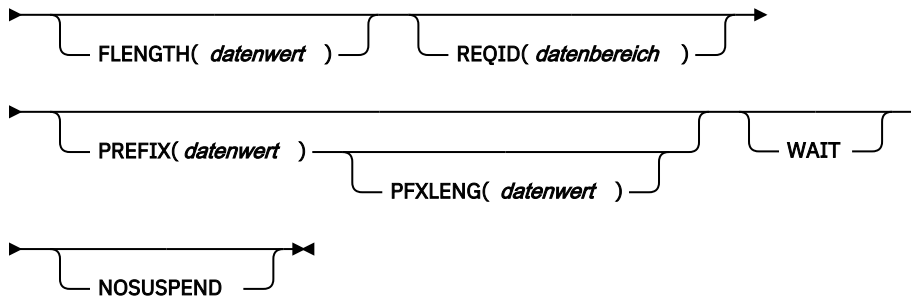 FLENGTH( datenwert ) REQID( datenbereich )
PREFIX( datenwert ) WAIT
PFXLENG( datenwert )
NOSUSPEND